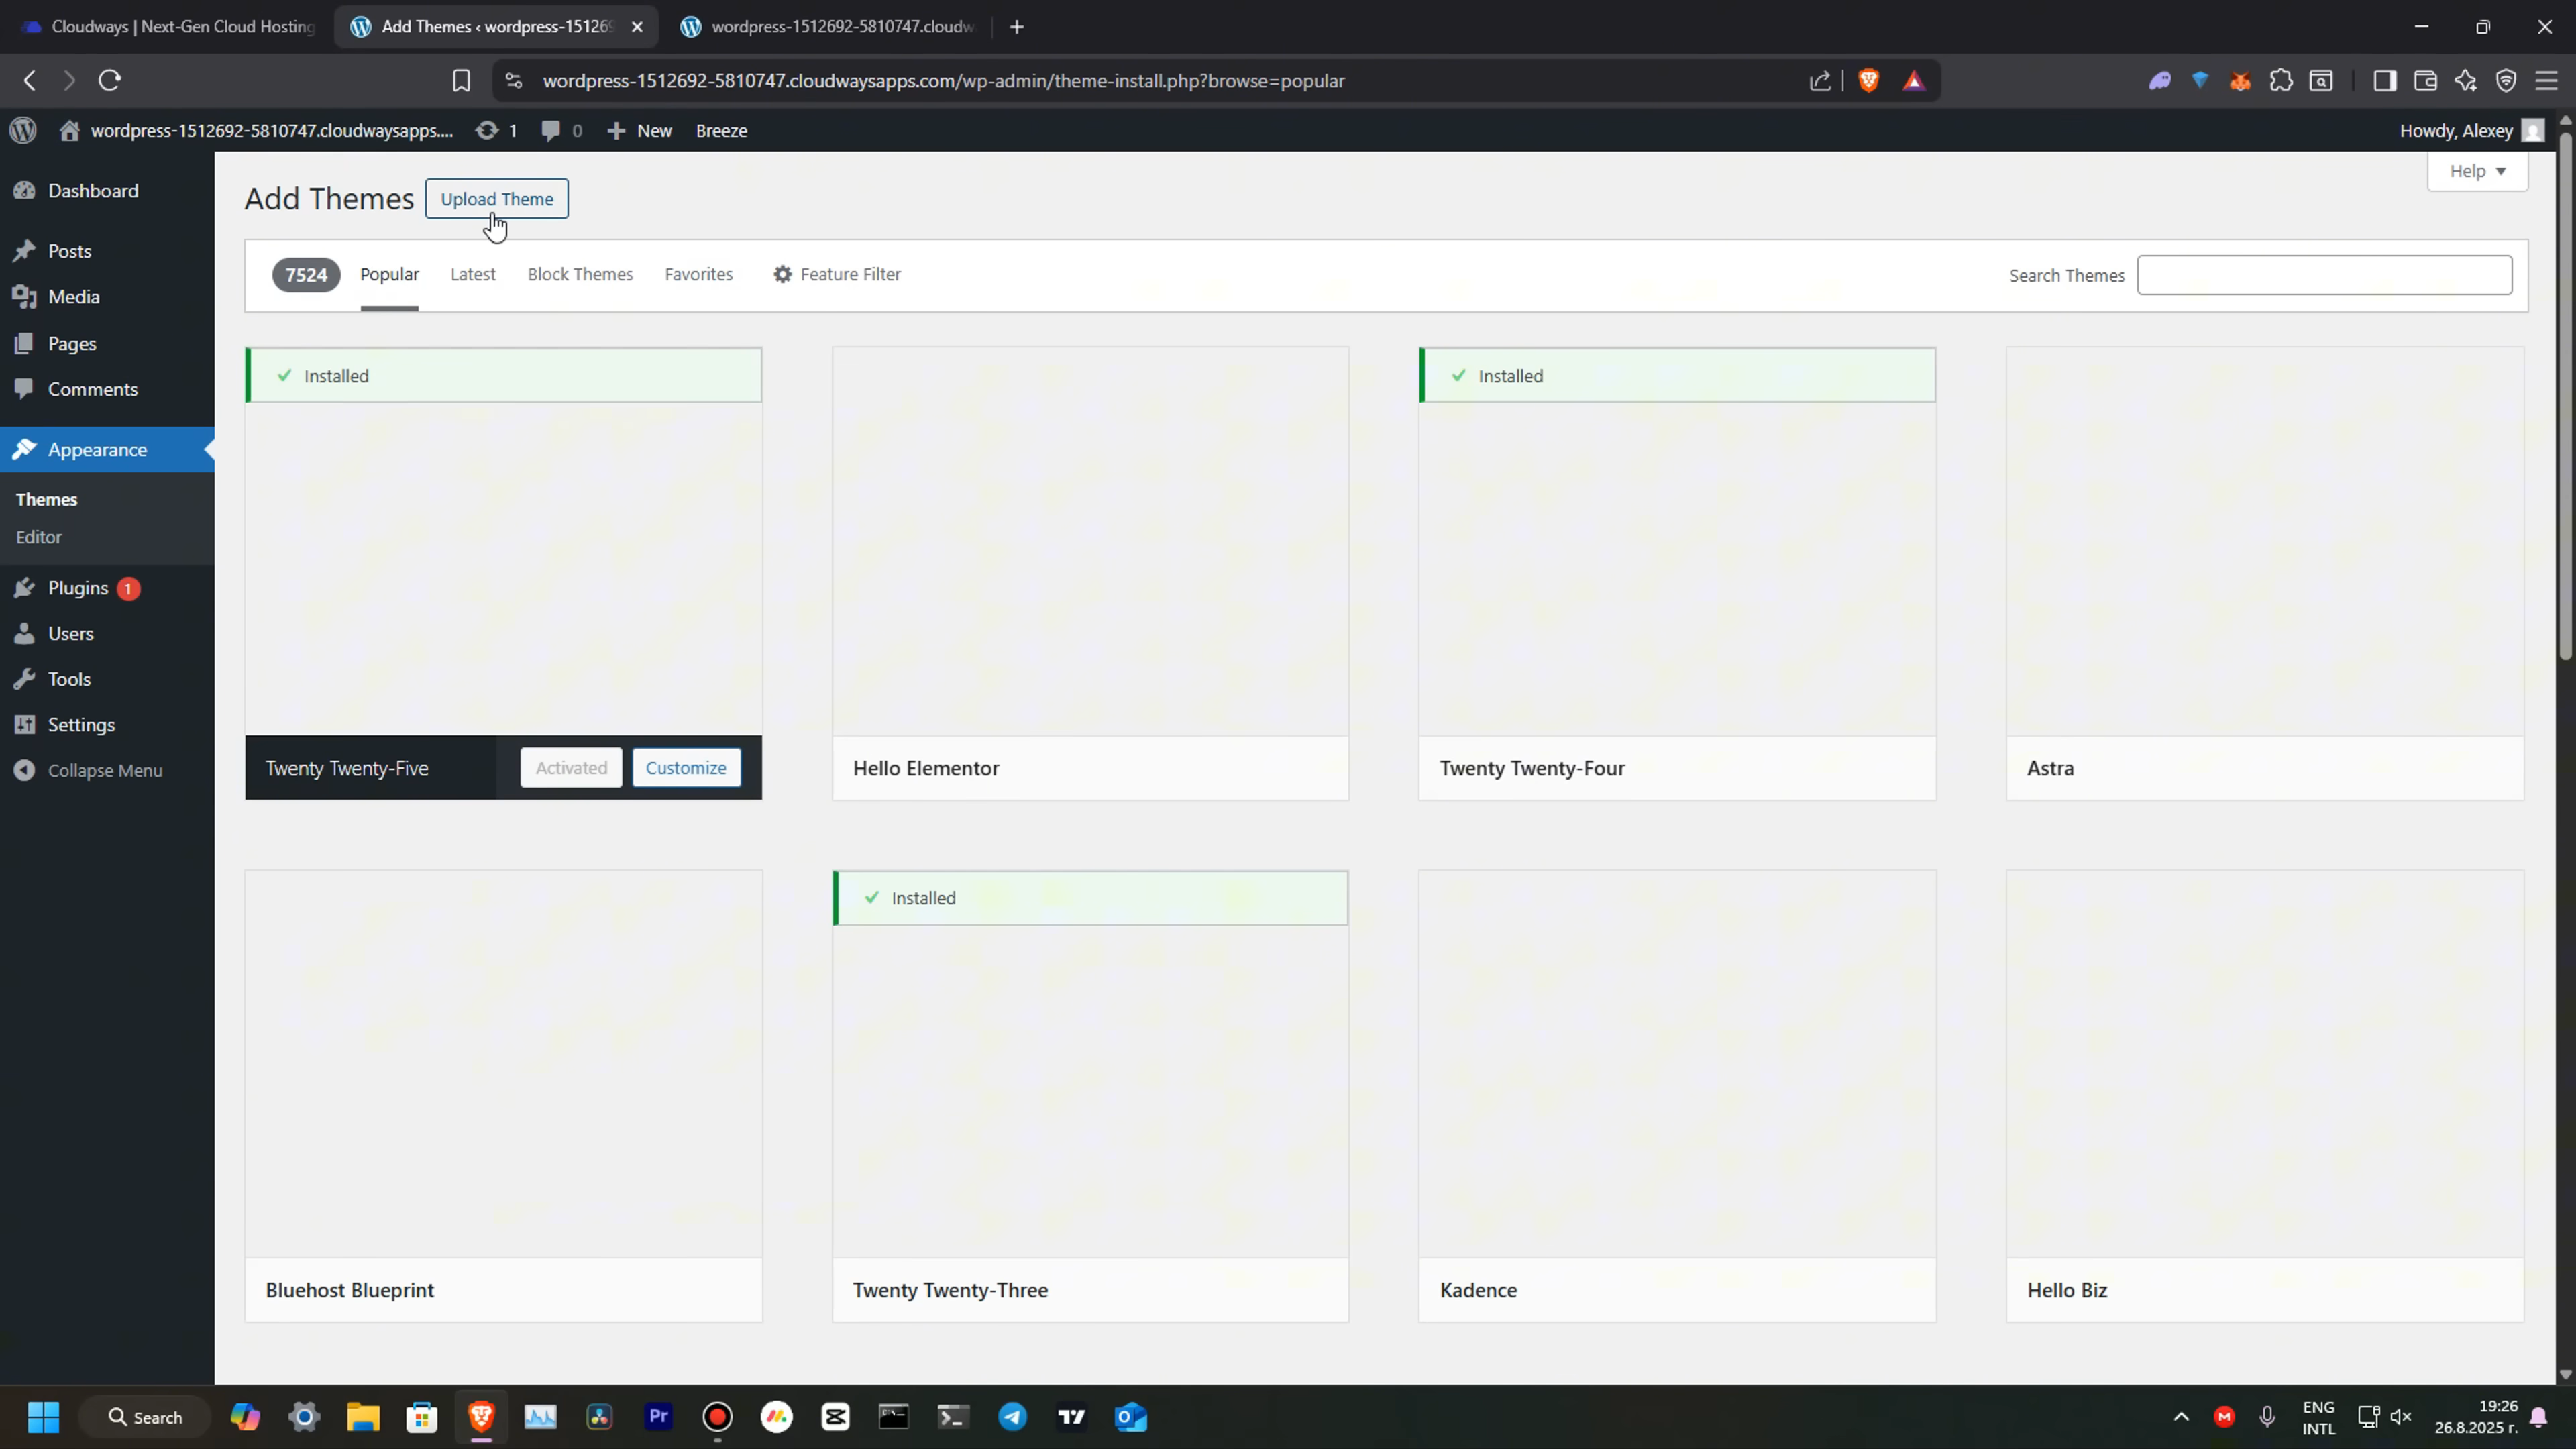 Cloudways | Next-Gen Cloud Hosting
Add Themes ‹ wordpress-15126
wordpress-1512692-5810747.cloudw
wordpress-1512692-5810747.cloudwaysapps.com/wp-admin/theme-install.php?browse=popular
wordpress-1512692-5810747.cloudwaysapps....
1
0
New
Breeze
Howdy, Alexey
Dashboard
Posts
Media
Pages
Comments
Appearance
Themes
Editor
Plugins 1
Users
Tools
Settings
Collapse Menu
Add Themes
Upload Theme
Help
7524
Popular
Latest
Block Themes
Favorites
Feature Filter
Search Themes
Installed
Installed
Twenty Twenty-Five
Activated
Customize
Hello Elementor
Twenty Twenty-Four
Astra
Installed
Bluehost Blueprint
Twenty Twenty-Three
Kadence
Hello Biz
Search
Pr
ENG
INTL
19:26
26.8.2025 г.